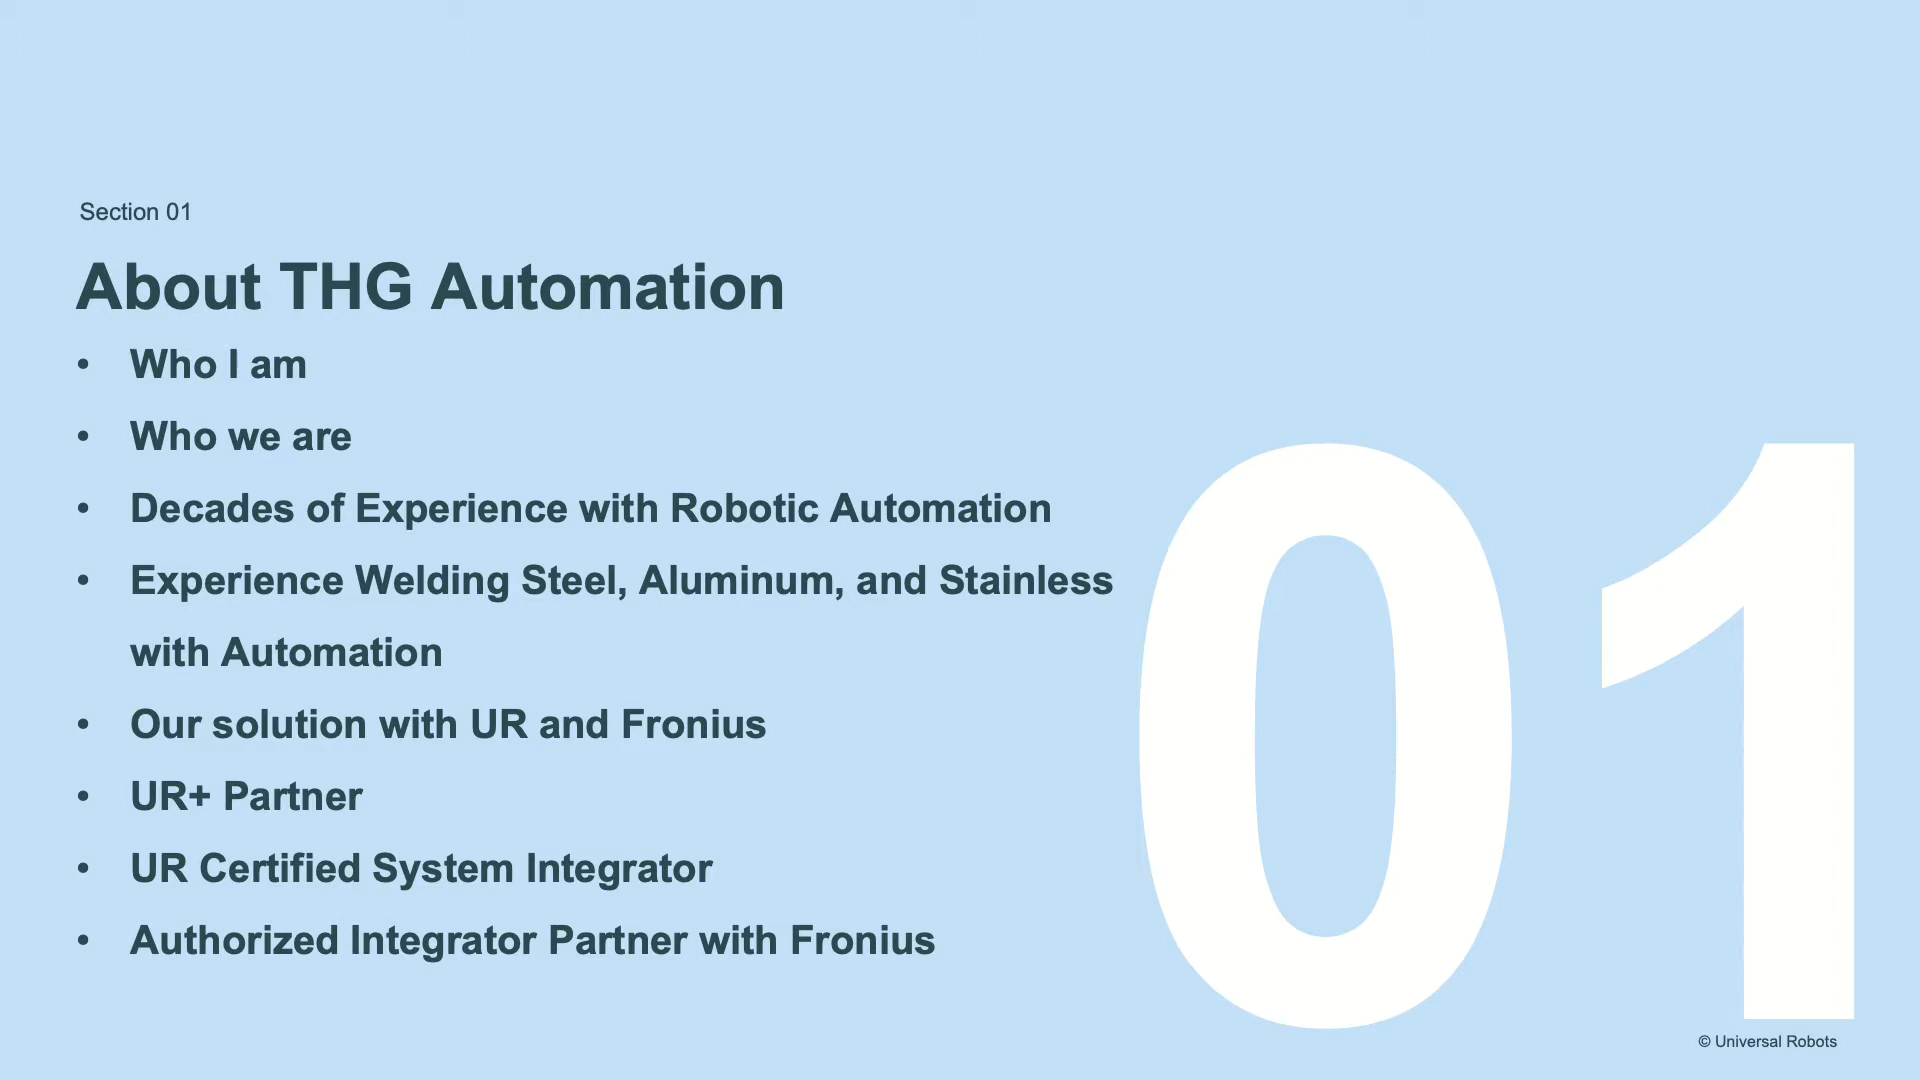 Section 01
About THG Automation
• Who I am
• Who we are
• Decades of Experience with Robotic Automation
• Experience Welding Steel, Aluminum, and Stainless
with Automation
• Our solution with UR and Fronius
• UR+ Partner
• UR Certified System Integrator
• Authorized Integrator Partner with Fronius
01
© Universal Robots